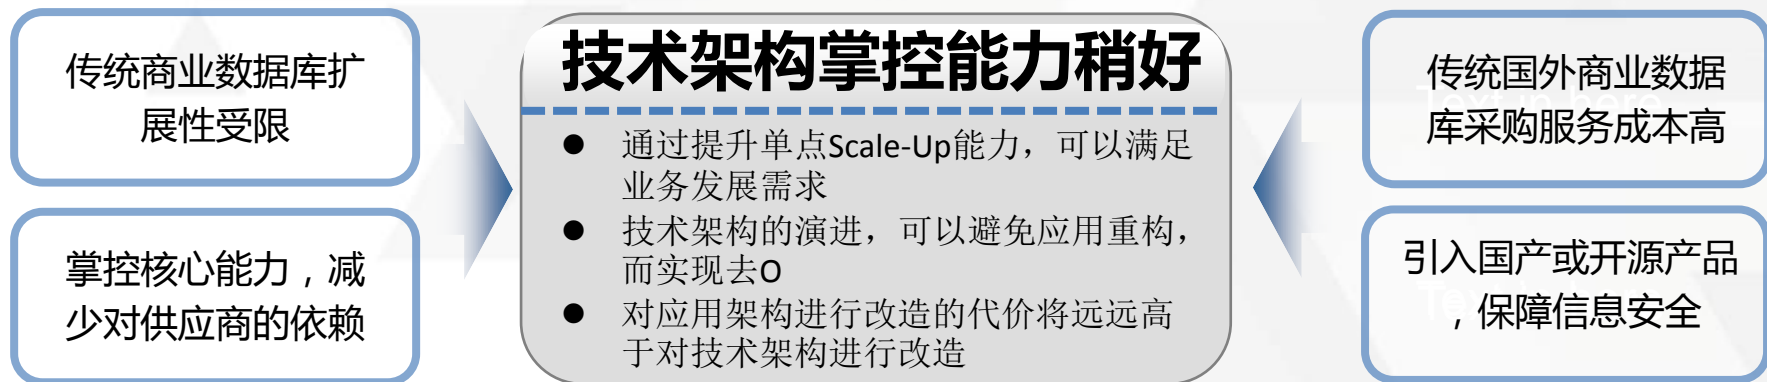 传统商业数据库扩
展性受限
掌控核心能力，减
少对供应商的依赖
技术架构掌控能力稍好
● 通过提升单点Scale-Up能力，可以满足
业务发展需求
● 技术架构的演进，可以避免应用重构，
而实现去O
● 对应用架构进行改造的代价将远远高
于对技术架构进行改造
传统国外商业数据
库采购服务成本高
Text in here
引入国产或开源产品
，保障信息安全
Text in here